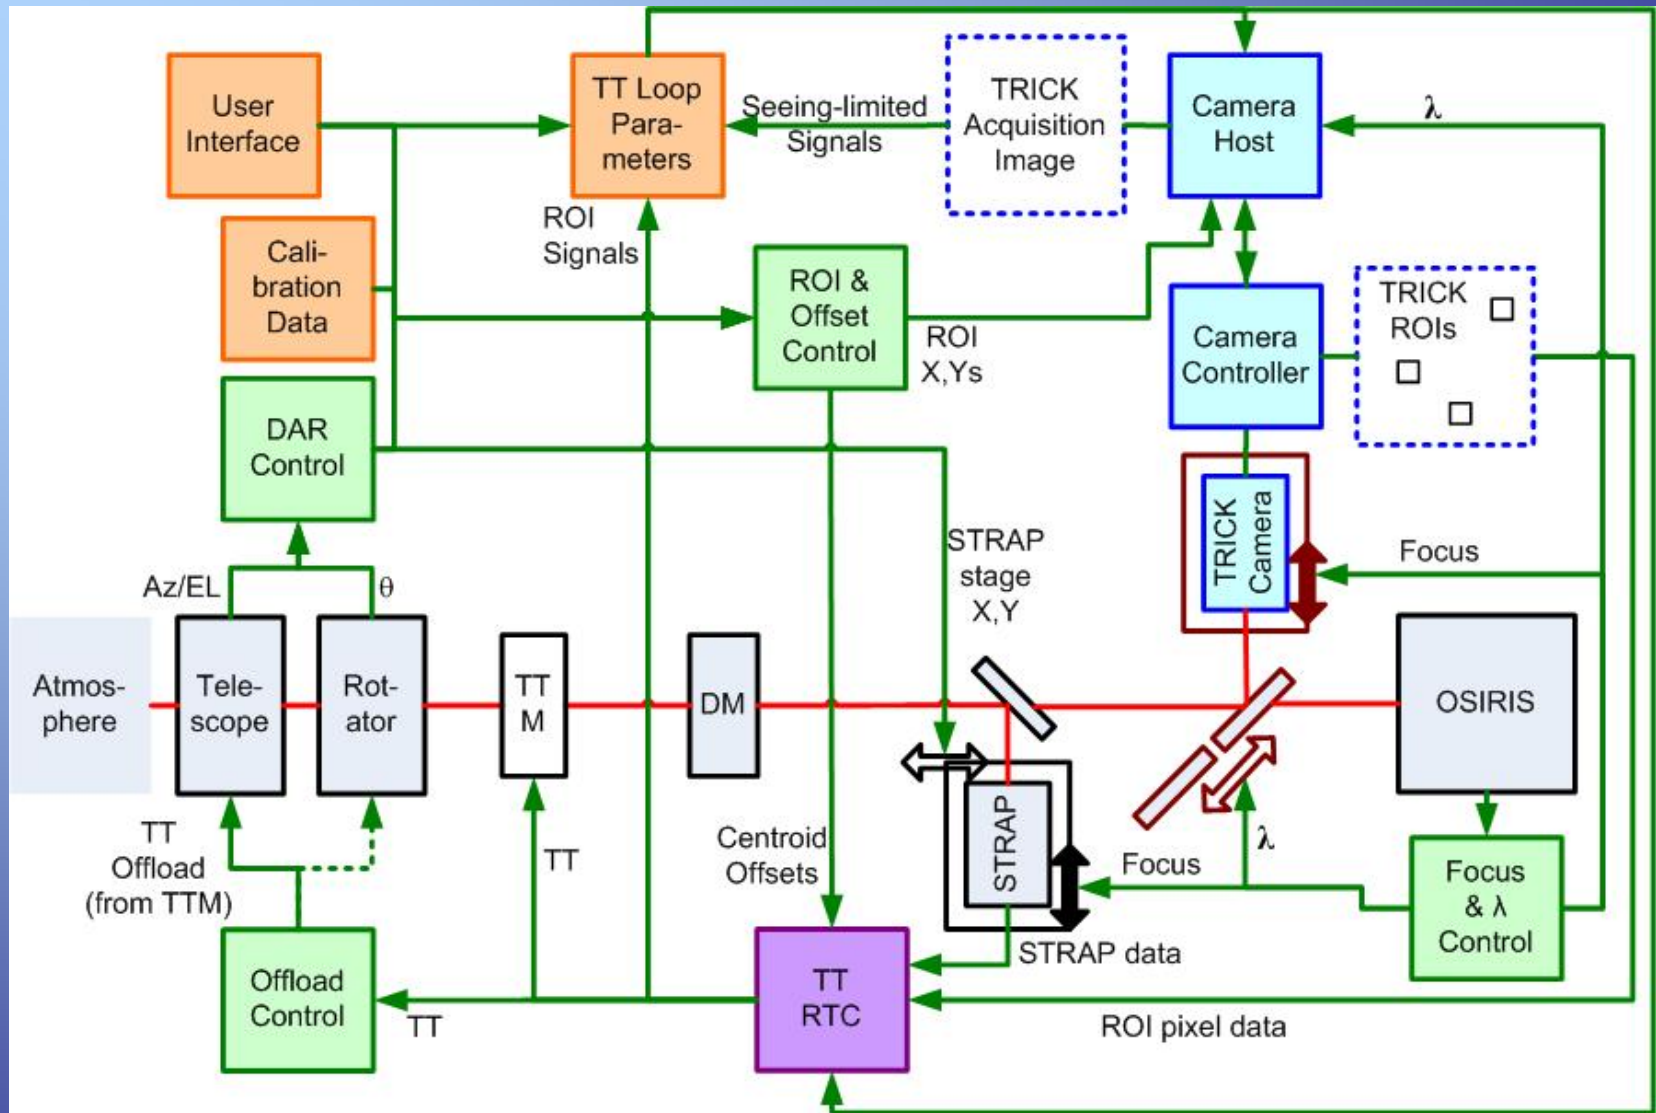 User
Interface
TT Loop
Para-
meters
Seeing-limited
Signals
TRICK
Acquisition
Image
Camera
Host
λ
Cali-
bration
Data
ROI
Signals
ROI &
Offset
Control
ROI
X,Ys
Camera
Controller
TRICK
ROIs
DAR
Control
STRAP
stage
X,Y
TRICK
Camera
Focus
Az/EL
θ
Atmos-
phere
Tele-
scope
Rot-
ator
TT
M
DM
OSIRIS
TT
Offload
(from TTM)
TT
Centroid
Offsets
STRAP
Focus
λ
Focus
& λ
Control
STRAP data
Offload
Control
TT
TT
RTC
ROI pixel data